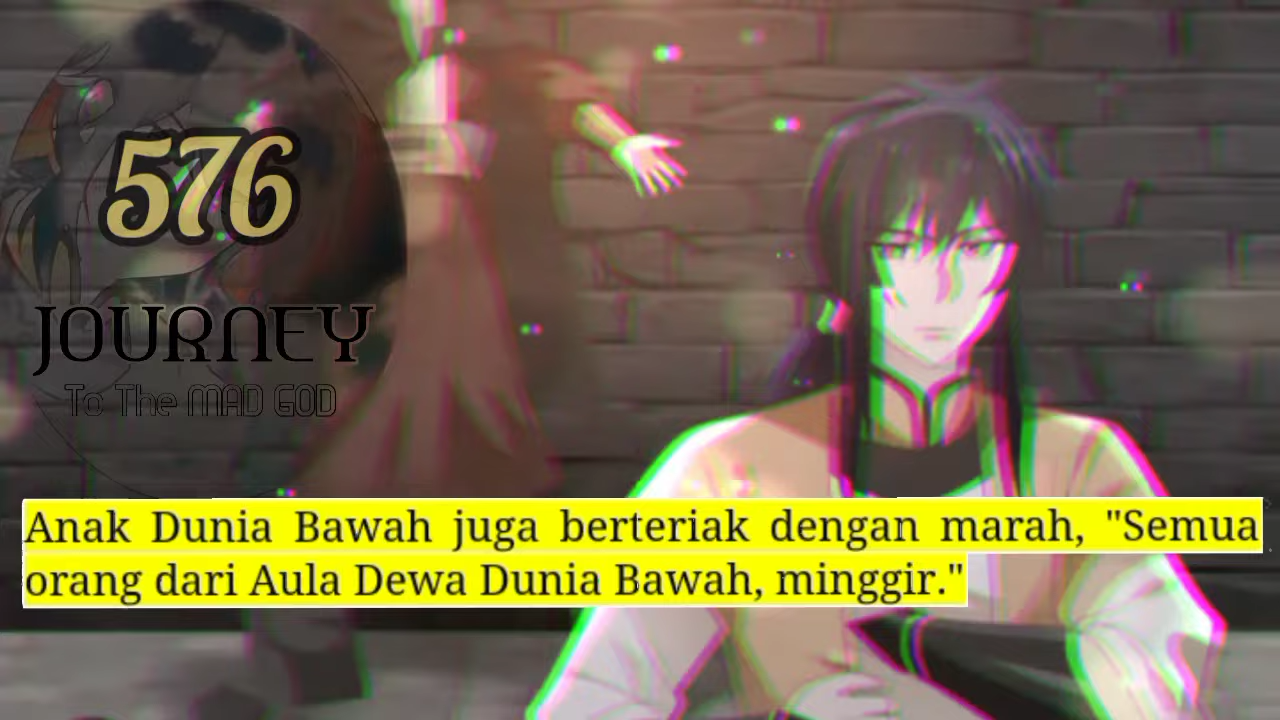 576
JOURNEY
To The MAD GOD
Anak Dunia Bawah juga berteriak dengan marah, "Semua
orang dari Aula Dewa Dunia Bawah, minggir."